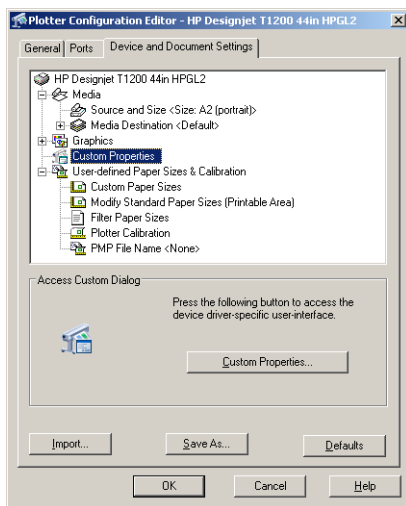 Plotter Configuration Editor - HP Designjet T1200 44in HPGL2
General
Ports
Device and Document Settings
HP Designjet T1200 44in HPGL2
Media
Source and Size <Size: A2 (portrait)>
Media Destination <Default>
Graphics
Custom Properties
User-defined Paper Sizes & Calibration
Custom Paper Sizes
Modify Standard Paper Sizes (Printable Area)
Filter Paper Sizes
Plotter Calibration
PMP File Name <None>
Access Custom Dialog
Press the following button to access the
device driver-specific user-interface.
Custom Properties...
Import...
Save As...
Defaults
OK
Cancel
Help